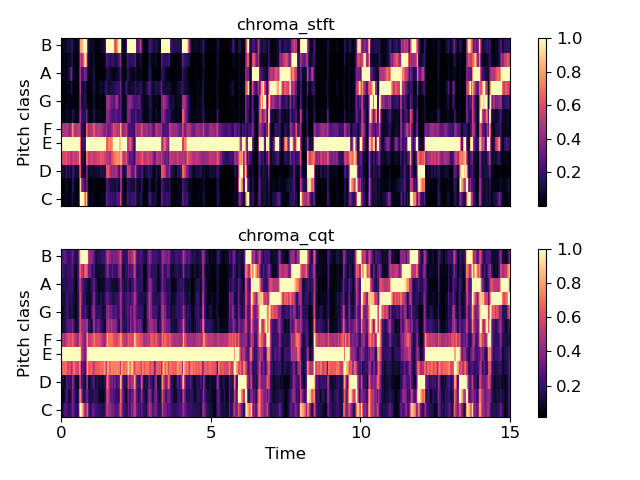 chroma_stft
B
A
G
F
E
D
C
Pitch class
1.0
0.8
0.6
0.4
0.2
chroma_cqt
B
A
G
F
E
D
C
Pitch class
0
5
10
15
Time
1.0
0.8
0.6
0.4
0.2